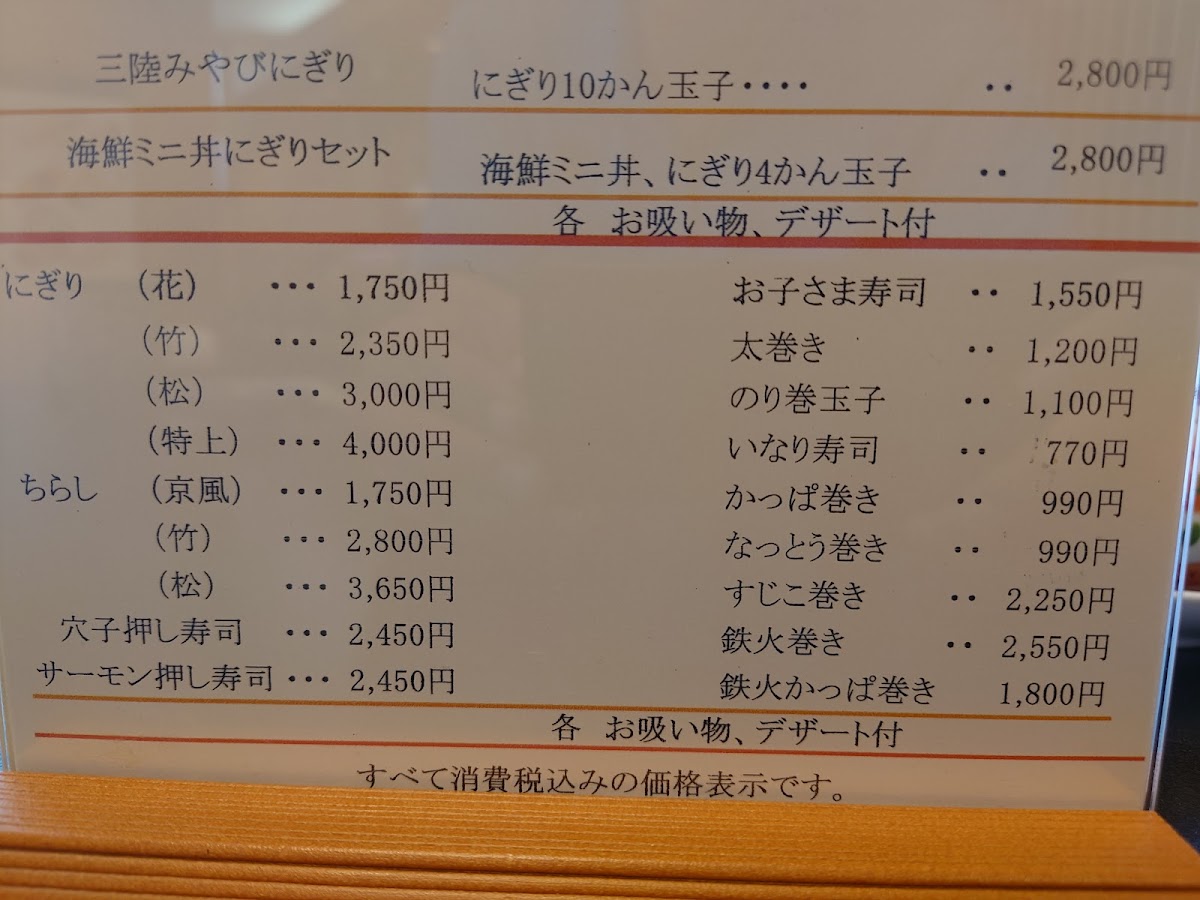 三陸みやびにぎり にぎり10かん玉子・・・・ ・・ 2,800円
海鮮ミニ丼にぎりセット 海鮮ミニ丼、にぎり4かん玉子 ・・ 2,800円
各 お吸い物、デザート付
にぎり (花) ・・・ 1,750円 お子さま寿司 ・・ 1,550円
(竹) ・・・ 2,350円 太巻き ・・ 1,200円
(松) ・・・ 3,000円 のり巻玉子 ・・ 1,100円
(特上) ・・・ 4,000円 いなり寿司 ・・ 770円
ちらし (京風) ・・・ 1,750円 かっぱ巻き ・・ 990円
(竹) ・・・ 2,800円 なっとう巻き ・・ 990円
(松) ・・・ 3,650円 すじこ巻き ・・ 2,250円
穴子押し寿司 ・・・ 2,450円 鉄火巻き ・・ 2,550円
サーモン押し寿司・・・ 2,450円 鉄火かっぱ巻き 1,800円
各 お吸い物、デザート付
すべて消費税込みの価格表示です。